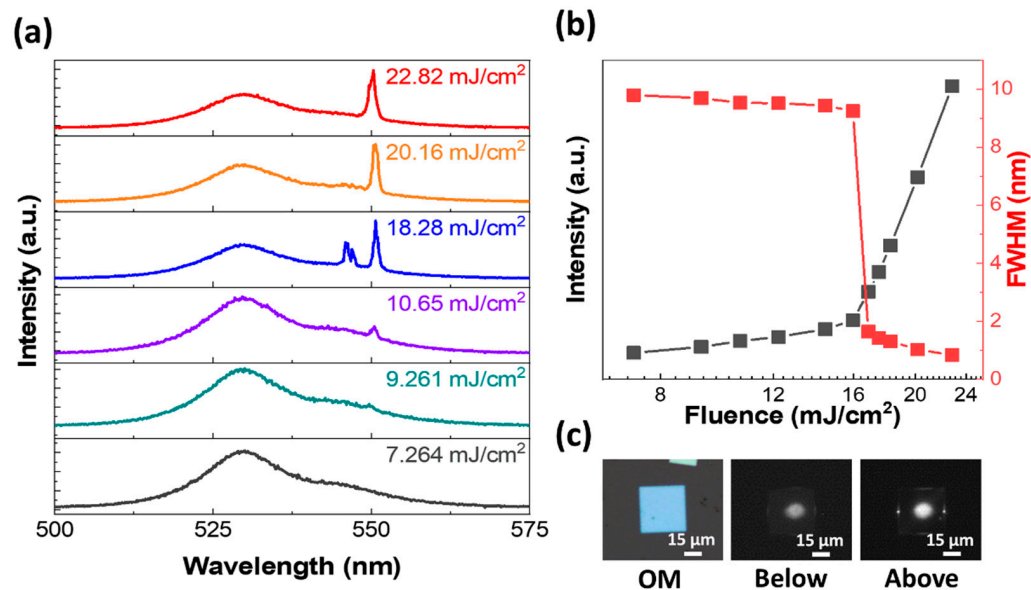 (a)
Intensity (a.u.)
22.82 mJ/cm²
20.16 mJ/cm²
18.28 mJ/cm²
10.65 mJ/cm²
9.261 mJ/cm²
7.264 mJ/cm²
500 525 550 575
Wavelength (nm)
(b)
Intensity (a.u.)
10
8
6
4
2
0
FWHM (nm)
8 12 16 20 24
Fluence (mJ/cm²)
(c)
15 μm 15 μm 15 μm
OM Below Above